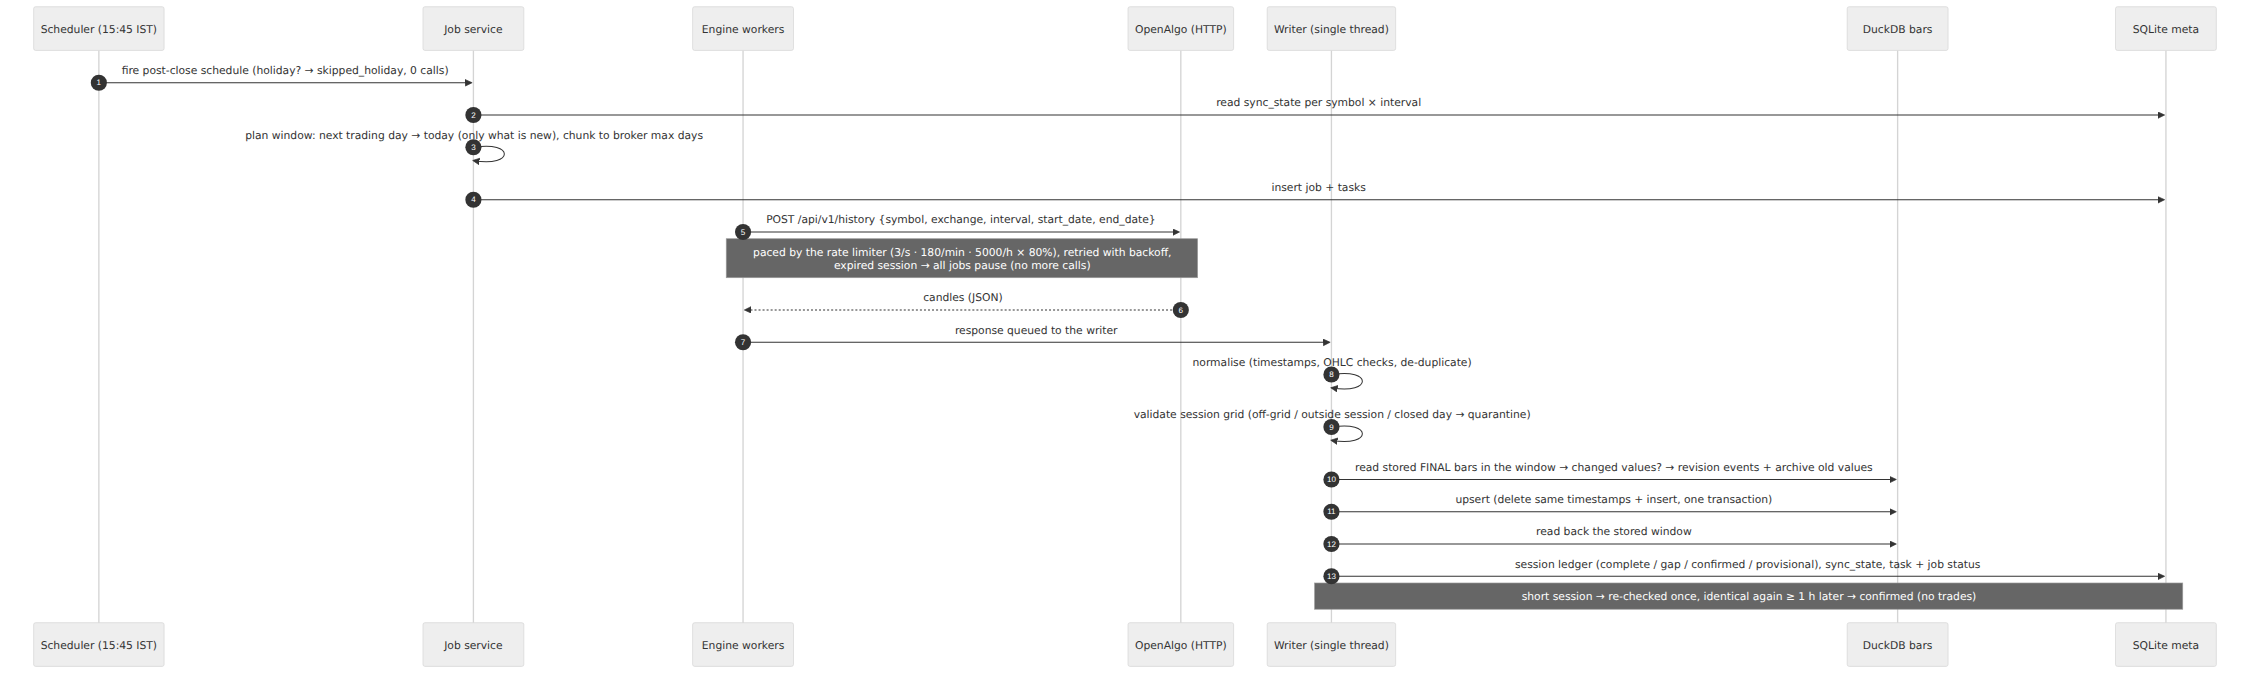 Scheduler (15:45 IST)
Job service
Engine workers
OpenAlgo (HTTP)
Writer (single thread)
DuckDB bars
SQLite meta
fire post-close schedule (holiday? → skipped_holiday, 0 calls)
1
read sync_state per symbol × interval
2
plan window: next trading day → today (only what is new), chunk to broker max days
3
insert job + tasks
4
POST /api/v1/history {symbol, exchange, interval, start_date, end_date}
5
paced by the rate limiter (3/s · 180/min · 5000/h × 80%), retried with backoff,
expired session → all jobs pause (no more calls)
candles (JSON)
6
response queued to the writer
7
normalise (timestamps, OHLC checks, de-duplicate)
8
validate session grid (off-grid / outside session / closed day → quarantine)
9
read stored FINAL bars in the window → changed values? → revision events + archive old values
10
upsert (delete same timestamps + insert, one transaction)
11
read back the stored window
12
session ledger (complete / gap / confirmed / provisional), sync_state, task + job status
13
short session → re-checked once, identical again ≥ 1 h later → confirmed (no trades)
Scheduler (15:45 IST)
Job service
Engine workers
OpenAlgo (HTTP)
Writer (single thread)
DuckDB bars
SQLite meta